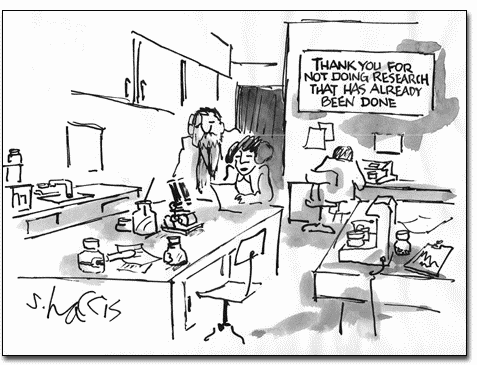 THANK YOU FOR
NOT DOING RESEARCH
THAT HAS ALREADY
BEEN DONE
S. Harris